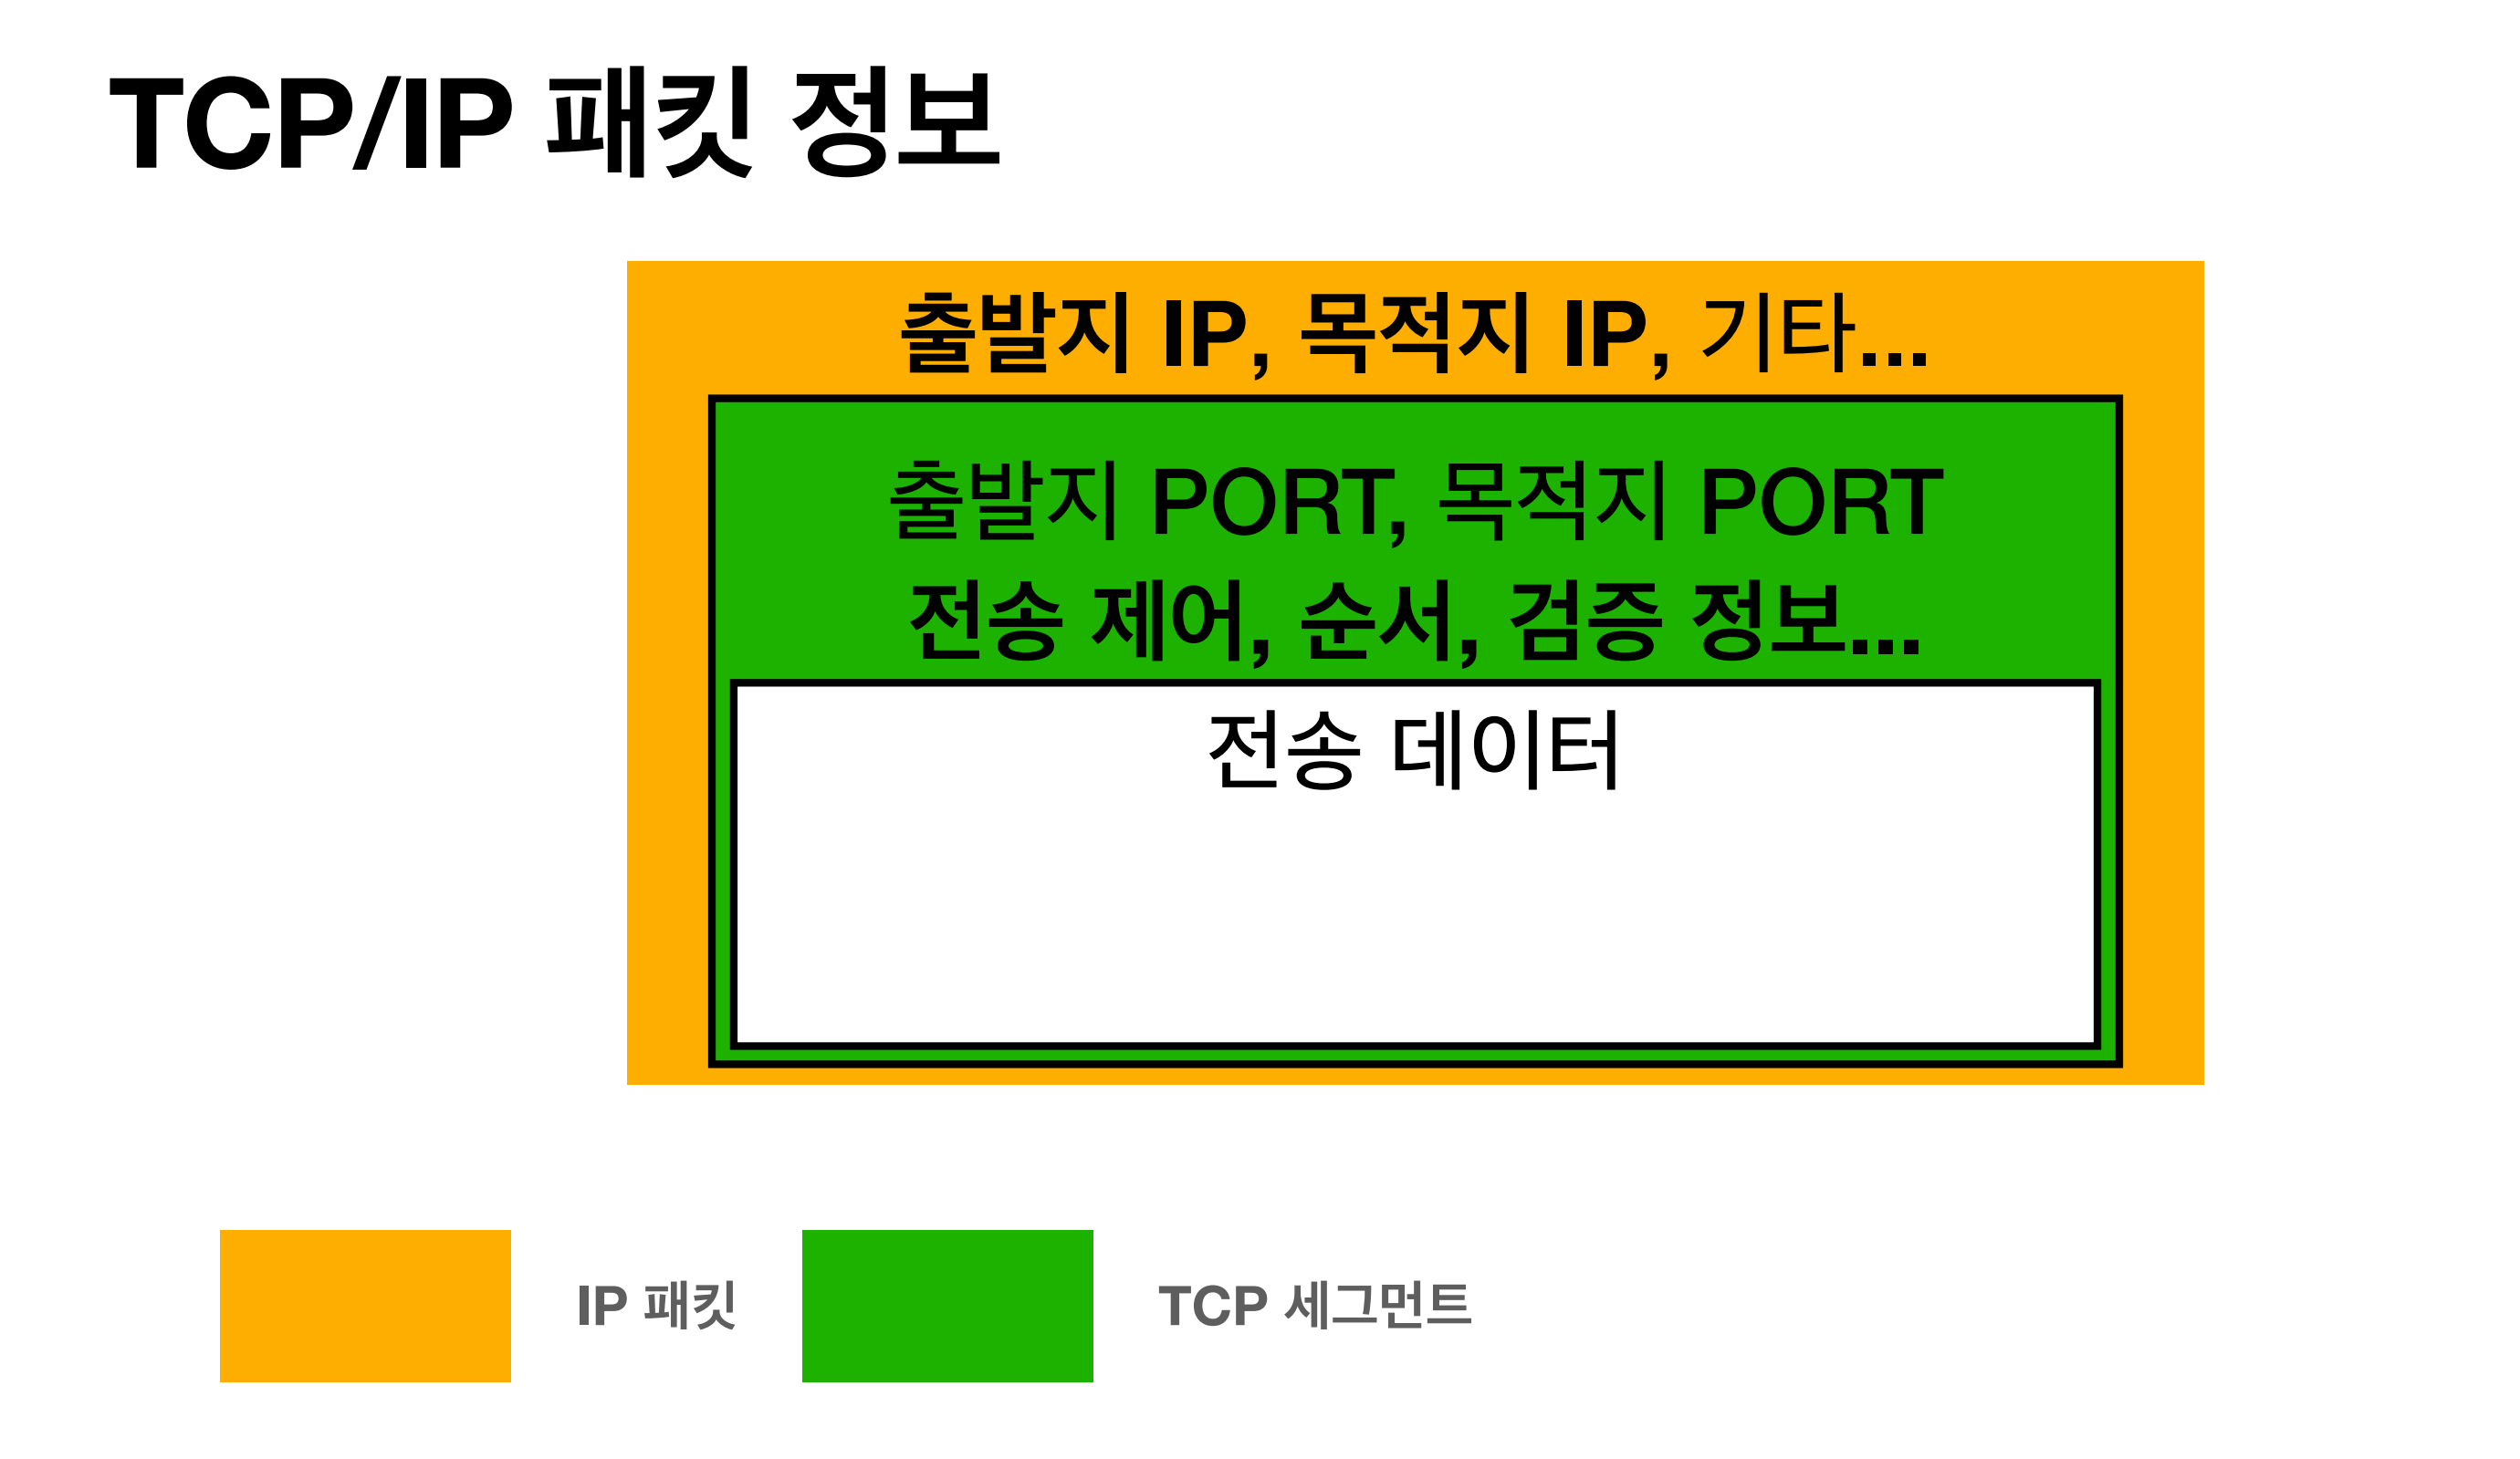 TCP/IP 패킷 정보
출발지 IP, 목적지 IP, 기타...
출발지 PORT, 목적지 PORT
전송 제어, 순서, 검증 정보...
전송 데이터
IP 패킷
TCP 세그먼트